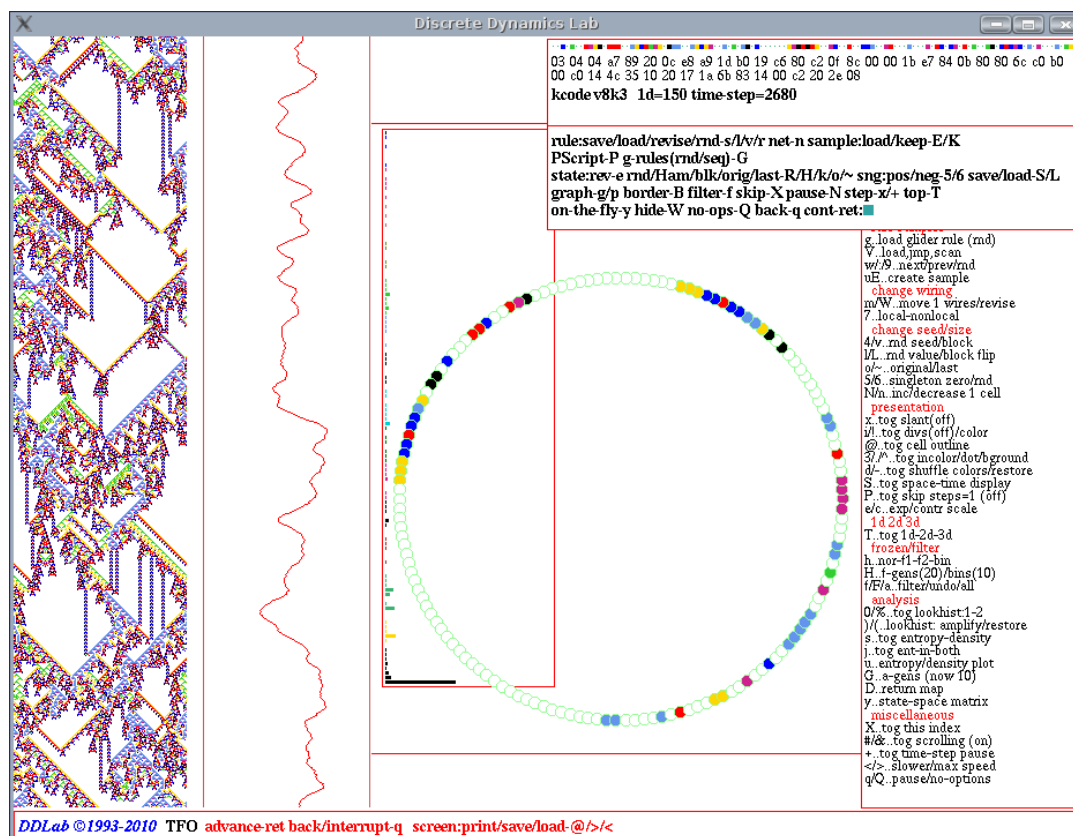 Discrete Dynamics Lab
03 04 04 a7 89 20 0c e8 a9 1d b0 19 c6 80 c2 0f 8c 00 00 1b e7 84 0b 80 80 6c c0 b0
00 c0 14 4c 35 10 20 17 1a 6b 83 14 00 c2 20 2e 08
kcode v8k3 1d=150 time-step=2680
rule:save/load/revise/rnd-s/l/v/r net-n sample:load/keep-E/K
PScript-P g-rules(rnd/seq)-G
state:rev-e rnd/Ham/blk/orig/last-R/H/k/o/~ sng:pos/neg-5/6 save/load-S/L
graph-g/p border-B filter-f skip-X pause-N step-x/+ top-T
on-the-fly-y hide-W no-ops-Q back-q cont-ret:
g..load glider rule (rnd)
V..load,jmp,scan
w/:/9..next/prev/rnd
uE..create sample
change wiring
m/W..move 1 wires/revise
7..local-nonlocal
change seed/size
4/v..rnd seed/block
l/L..rnd value/block flip
o/~..original/last
5/6..singleton zero/rnd
N/n..inc/decrease 1 cell
presentation
x..tog slant(off)
i/!..tog divs(off)/color
@..tog cell outline
3/./^..tog incolor/dot/bground
d/-..tog shuffle colors/restore
S..tog space-time display
P..tog skip steps=1 (off)
e/c..exp/contr scale
1d 2d 3d
T..tog 1d-2d-3d
frozen/filter
h..nor-f1-f2-bin
H..f-gens(20)/bins(10)
f/F/a..filter/undo/all
analysis
0/%..tog lookhist:1-2
)/(..lookhist: amplify/restore
s..tog entropy-density
j..tog ent-in-both
u..entropy/density plot
G..a-gens (now 10)
D..return map
y..state-space matrix
miscellaneous
X..tog this index
#/&..tog scrolling (on)
+..tog time-step pause
</>..slower/max speed
q/Q..pause/no-options
DDLab ©1993-2010 TFO advance-ret back/interrupt-q screen:print/save/load-@/>/<